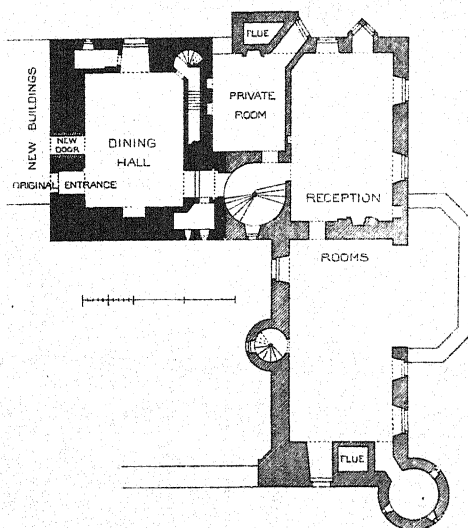 FLUE
NEW BUILDINGS
PRIVATE
ROOM
NEW
DOOR
DINING
HALL
ORIGINAL ENTRANCE
RECEPTION
ROOMS
FLUE